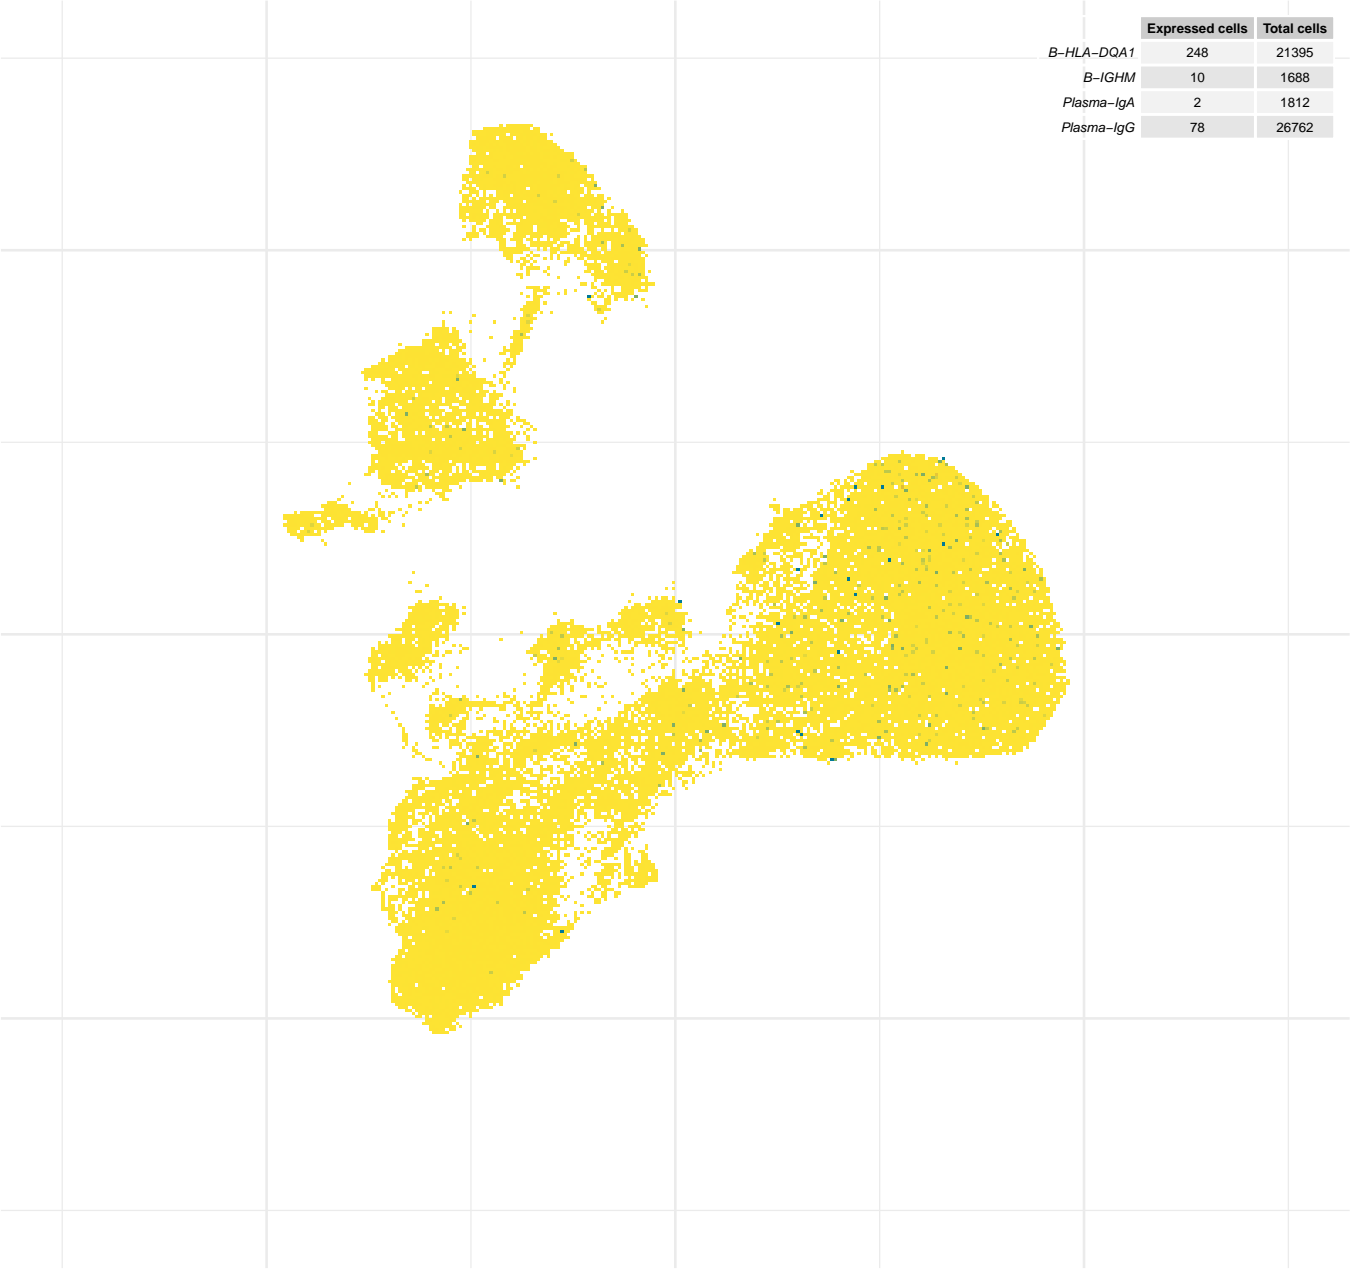 Expressed cells Total cells
B−HLA−DQA1 248 21395
B−IGHM 10 1688
Plasma−IgA 2 1812
Plasma−IgG 78 26762